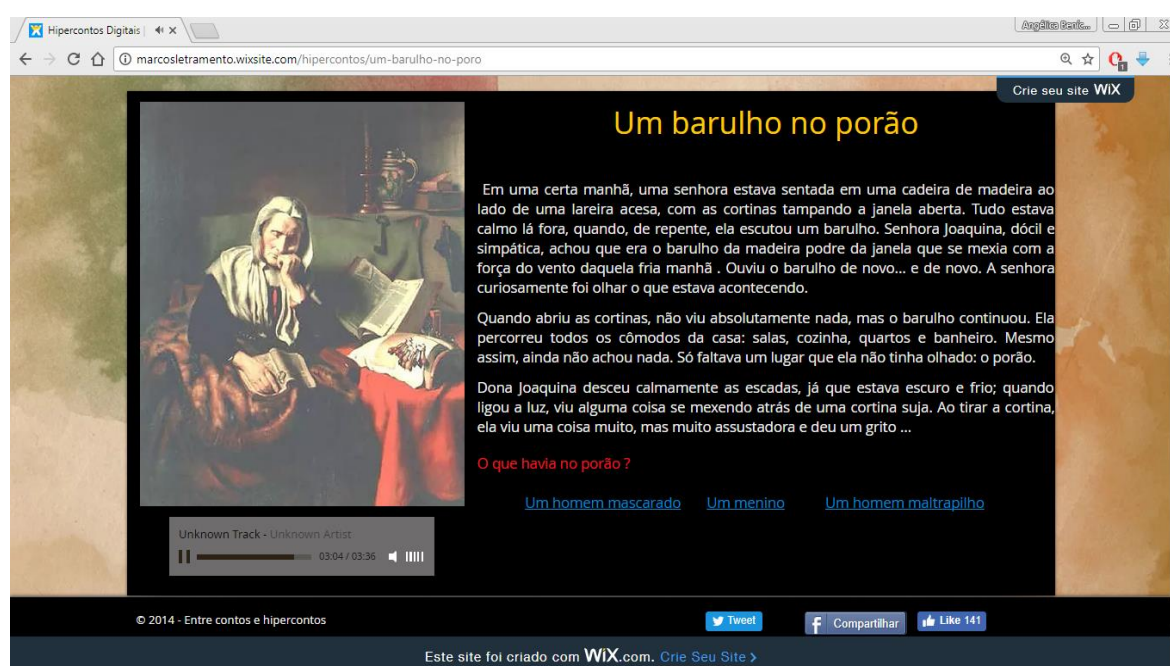 Hipercontos Digitais |
marcosletramento.wixsite.com/hipercontos/um-barulho-no-poro
Crie seu site WiX
Um barulho no porão
Em uma certa manhã, uma senhora estava sentada em uma cadeira de madeira ao
lado de uma lareira acesa, com as cortinas tampando a janela aberta. Tudo estava
calmo lá fora, quando, de repente, ela escutou um barulho. Senhora Joaquina, dócil e
simpática, achou que era o barulho da madeira podre da janela que se mexia com a
força do vento daquela fria manhã . Ouviu o barulho de novo... e de novo. A senhora
curiosamente foi olhar o que estava acontecendo.
Quando abriu as cortinas, não viu absolutamente nada, mas o barulho continuou. Ela
percorreu todos os cômodos da casa: salas, cozinha, quartos e banheiro. Mesmo
assim, ainda não achou nada. Só faltava um lugar que ela não tinha olhado: o porão.
Dona Joaquina desceu calmamente as escadas, já que estava escuro e frio; quando
ligou a luz, viu alguma coisa se mexendo atrás de uma cortina suja. Ao tirar a cortina,
ela viu uma coisa muito, mas muito assustadora e deu um grito ...
O que havia no porão ?
Um homem mascarado Um menino Um homem maltrapilho
Unknown Track - Unknown Artist
03:04 / 03:36
© 2014 - Entre contos e hipercontos
Tweet
Compartilhar
Like 141
Este site foi criado com WiX.com. Crie Seu Site >